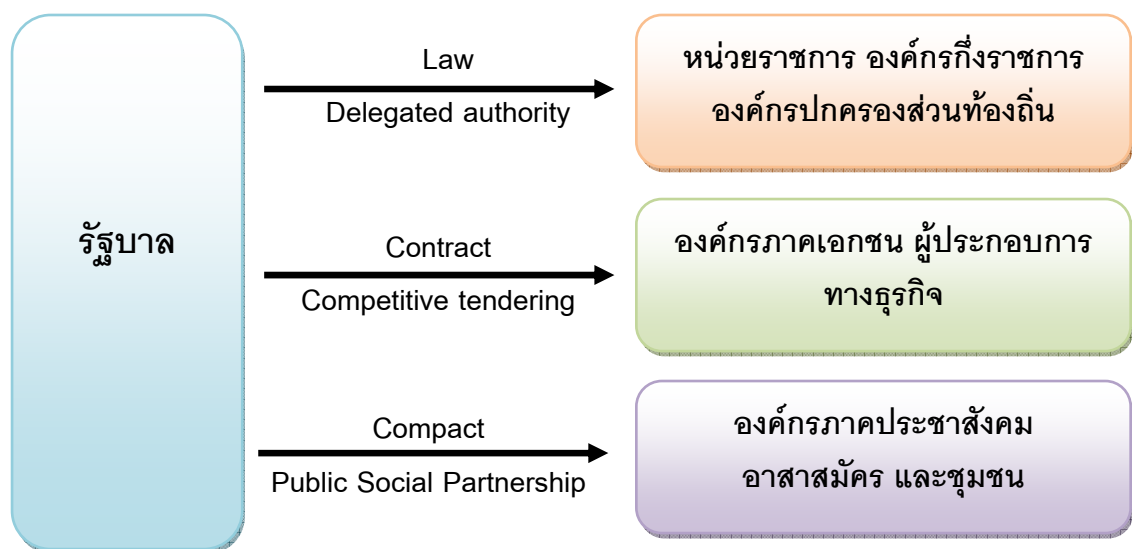 รัฐบาล
Law
Delegated authority
หน่วยราชการ องค์กรกึ่งราชการ
องค์กรปกครองส่วนท้องถิ่น
Contract
Competitive tendering
องค์กรภาคเอกชน ผู้ประกอบการ
ทางธุรกิจ
Compact
Public Social Partnership
องค์กรภาคประชาสังคม
อาสาสมัคร และชุมชน